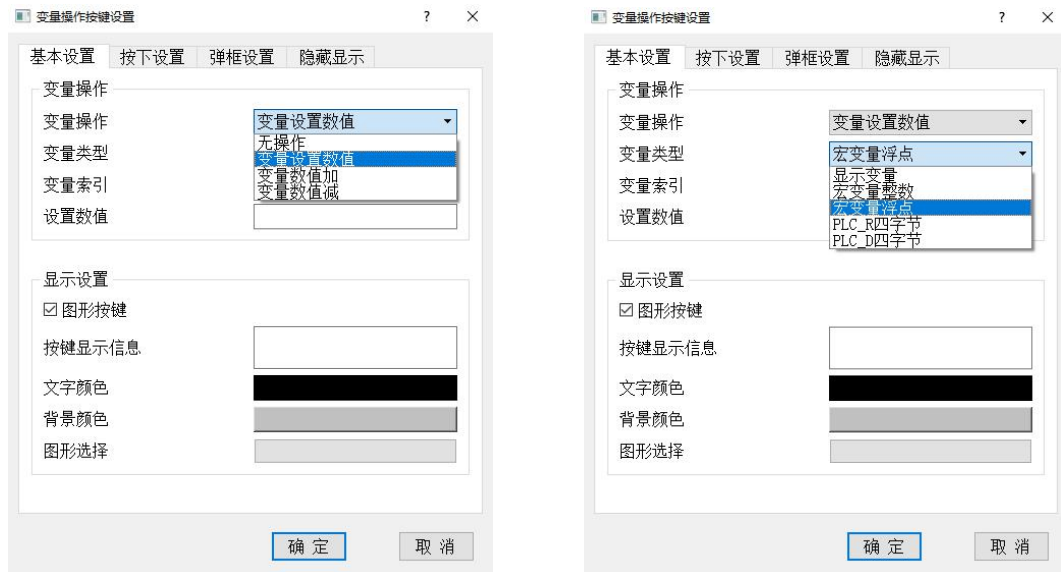 变量操作按键设置 ? ×
基本设置 按下设置 弹框设置 隐藏显示
变量操作
变量操作 变量设置数值
无操作
变量类型 变量设置数值
变量数值加
变量索引 变量数值减
设置数值
显示设置
图形按键
按键显示信息
文字颜色
背景颜色
图形选择
确 定 取 消
变量操作按键设置 ? ×
基本设置 按下设置 弹框设置 隐藏显示
变量操作
变量操作 变量设置数值
变量类型 宏变量浮点
显示变量
变量索引 宏变量整数
宏变量浮点
设置数值 PLC_R四字节
PLC_D四字节
显示设置
图形按键
按键显示信息
文字颜色
背景颜色
图形选择
确 定 取 消